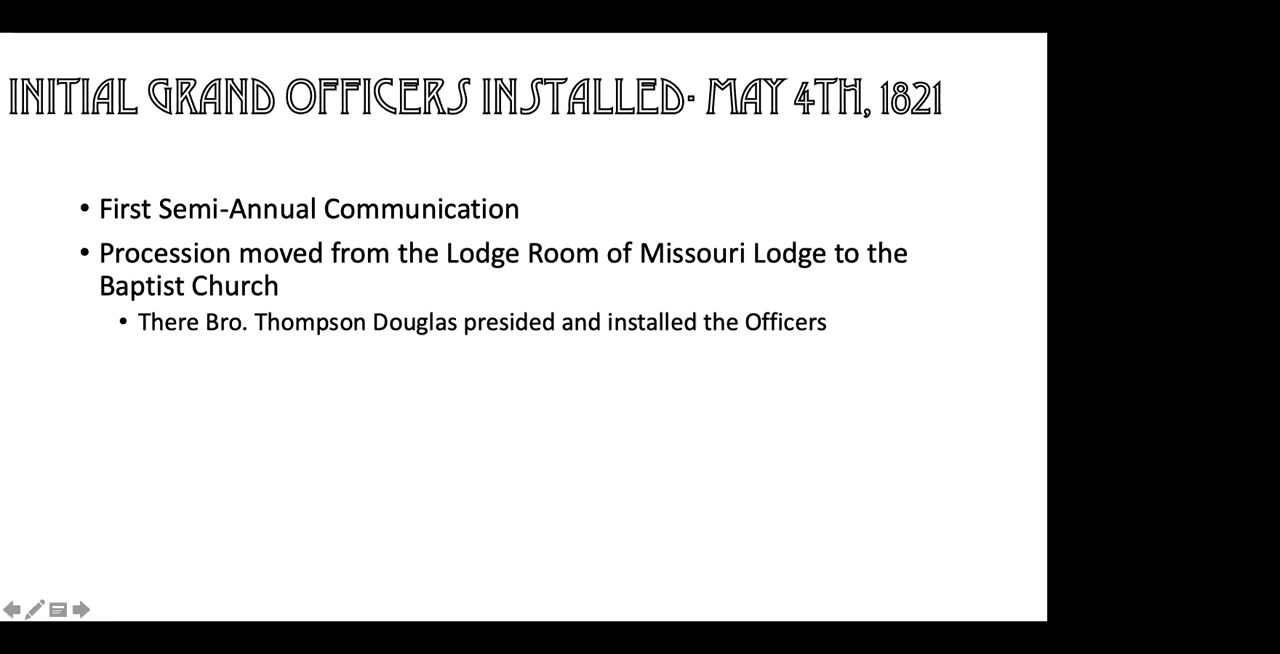 INITIAL GRAND OFFICERS INSTALLED- MAY 4TH, 1821
• First Semi-Annual Communication
• Procession moved from the Lodge Room of Missouri Lodge to the
Baptist Church
• There Bro. Thompson Douglas presided and installed the Officers